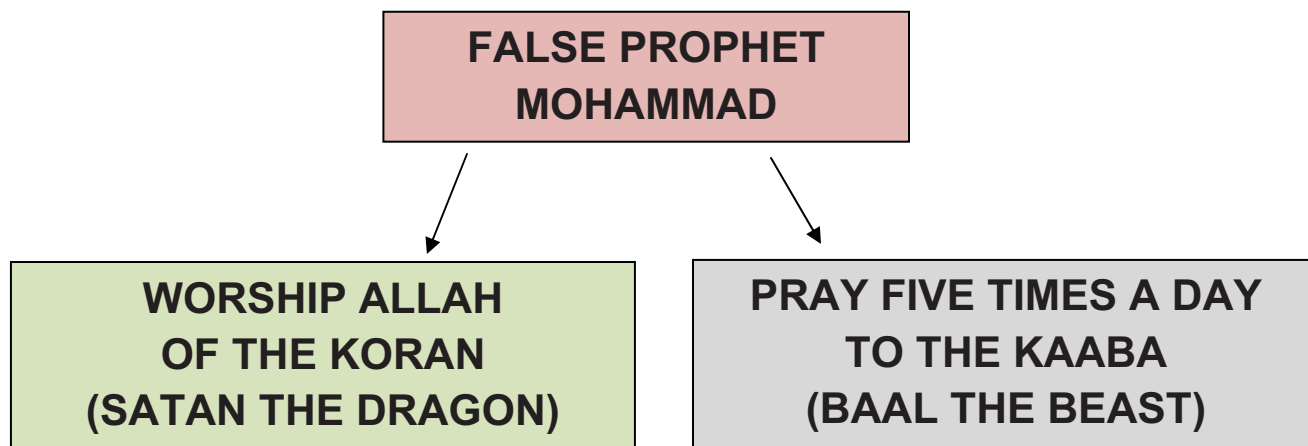 FALSE PROPHET
MOHAMMAD
WORSHIP ALLAH
OF THE KORAN
(SATAN THE DRAGON)
PRAY FIVE TIMES A DAY
TO THE KAABA
(BAAL THE BEAST)